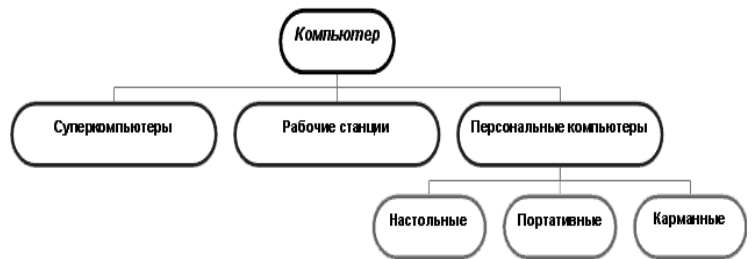 Компьютер
Суперкомпьютеры
Рабочие станции
Персональные компьютеры
Настольные
Портативные
Карманные